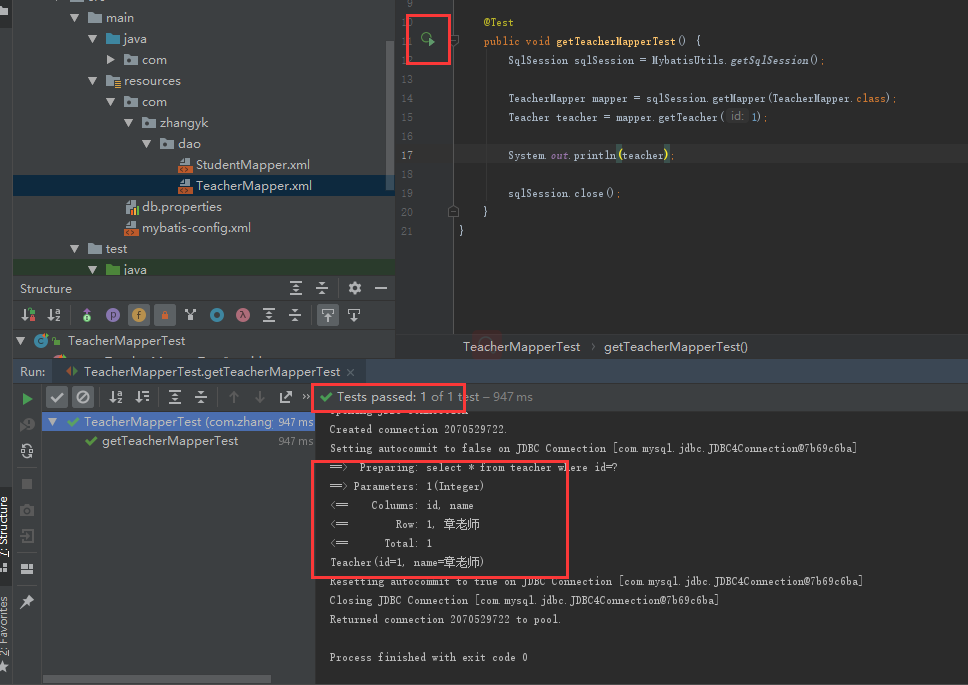 main
java
com
resources
com
zhangyk
dao
StudentMapper.xml
TeacherMapper.xml
db.properties
mybatis-config.xml
test
java
Structure
TeacherMapperTest
9
10
11
12
13
14
15
16
17
18
19
20
21
@Test
public void getTeacherMapperTest() {
SqlSession sqlSession = MybatisUtils.getSqlSession();
TeacherMapper mapper = sqlSession.getMapper(TeacherMapper.class);
Teacher teacher = mapper.getTeacher( id: 1);
System.out.println(teacher);
sqlSession.close();
}
}
TeacherMapperTest › getTeacherMapperTest()
Run: TeacherMapperTest.getTeacherMapperTest ×
Tests passed: 1 of 1 test – 947 ms
TeacherMapperTest (com.zhang 947 ms
getTeacherMapperTest 947 ms
Opening JDBC Connection
Created connection 2070529722.
Setting autocommit to false on JDBC Connection [com.mysql.jdbc.JDBC4Connection@7b69c6ba]
==>  Preparing: select * from teacher where id=?
==> Parameters: 1(Integer)
<==    Columns: id, name
<==        Row: 1, 章老师
<==      Total: 1
Teacher(id=1, name=章老师)
Resetting autocommit to true on JDBC Connection [com.mysql.jdbc.JDBC4Connection@7b69c6ba]
Closing JDBC Connection [com.mysql.jdbc.JDBC4Connection@7b69c6ba]
Returned connection 2070529722 to pool.
Process finished with exit code 0
7: Structure
2: Favorites